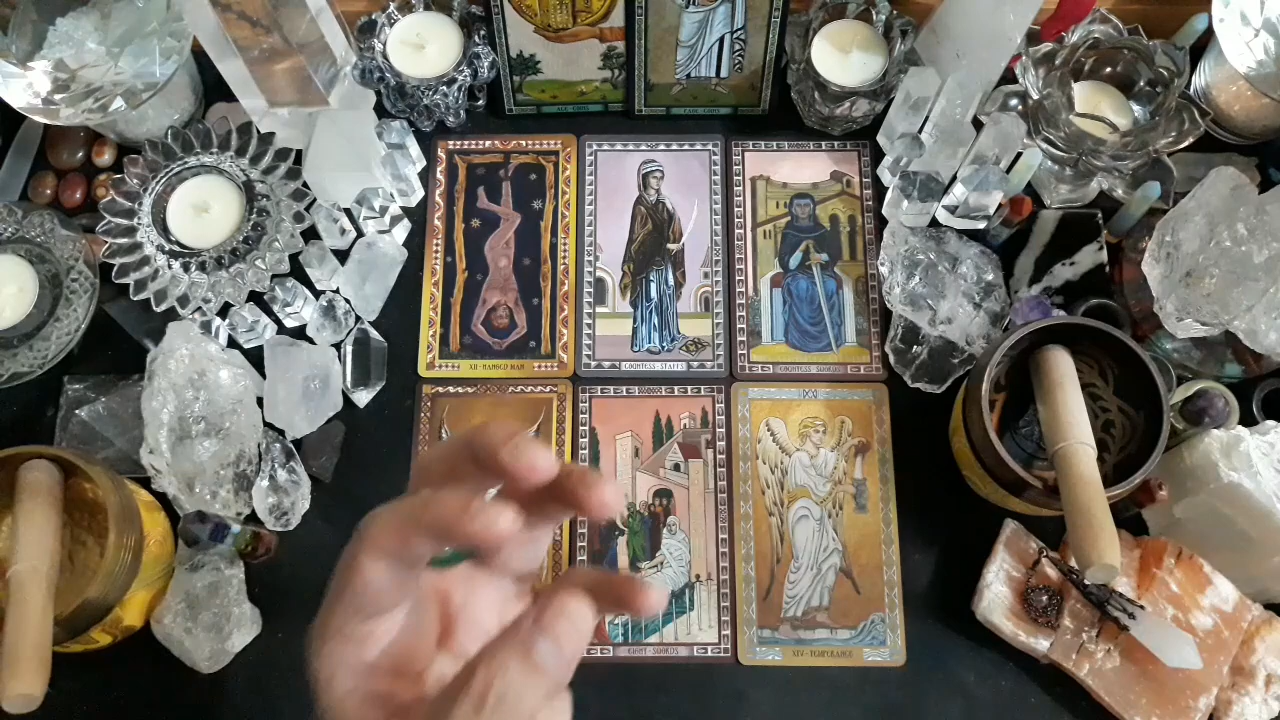 ACE-COINS
PAGE-COINS
XII-HANGED MAN
COUNTESS-STAFFS
COUNTESS-SWORDS
EIGHT-SWORDS
XIV-TEMPERANCE